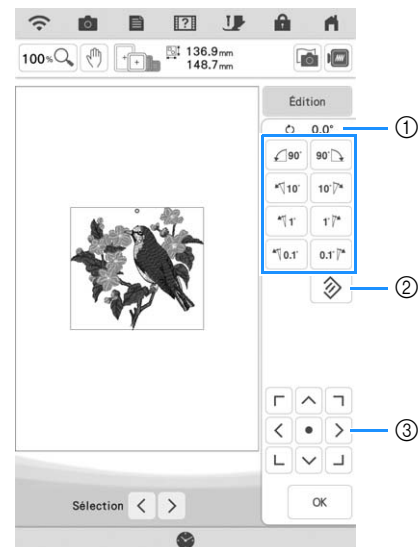 100% 136.9mm
148.7mm
Édition
0.0° ①
90° 90°
10° 10°
1° 1°
0.1° 0.1°
②
③
Sélection
OK